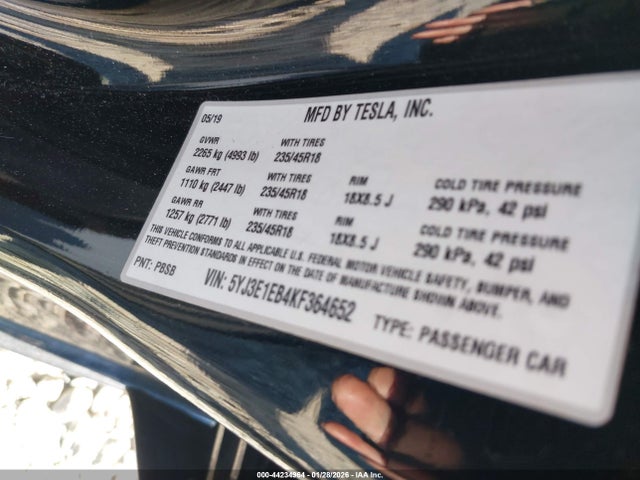 05/19 MFD BY TESLA, INC.
GVWR WITH TIRES
2265 kg (4993 lb) 235/45R18
GAWR FRT WITH TIRES RIM COLD TIRE PRESSURE
1110 kg (2447 lb) 235/45R18 18X8.5 J 290 kPa, 42 psi
GAWR RR WITH TIRES RIM COLD TIRE PRESSURE
1257 kg (2771 lb) 235/45R18 18X8.5 J 290 kPa, 42 psi
THIS VEHICLE CONFORMS TO ALL APPLICABLE U.S. FEDERAL MOTOR VEHICLE SAFETY, BUMPER, AND
THEFT PREVENTION STANDARDS IN EFFECT ON THE DATE OF MANUFACTURE SHOWN ABOVE.
PNT: PBSB VIN: 5YJ3E1EB4KF364652 TYPE: PASSENGER CAR
000-44234964 - 01/28/2026 - IAA Inc.